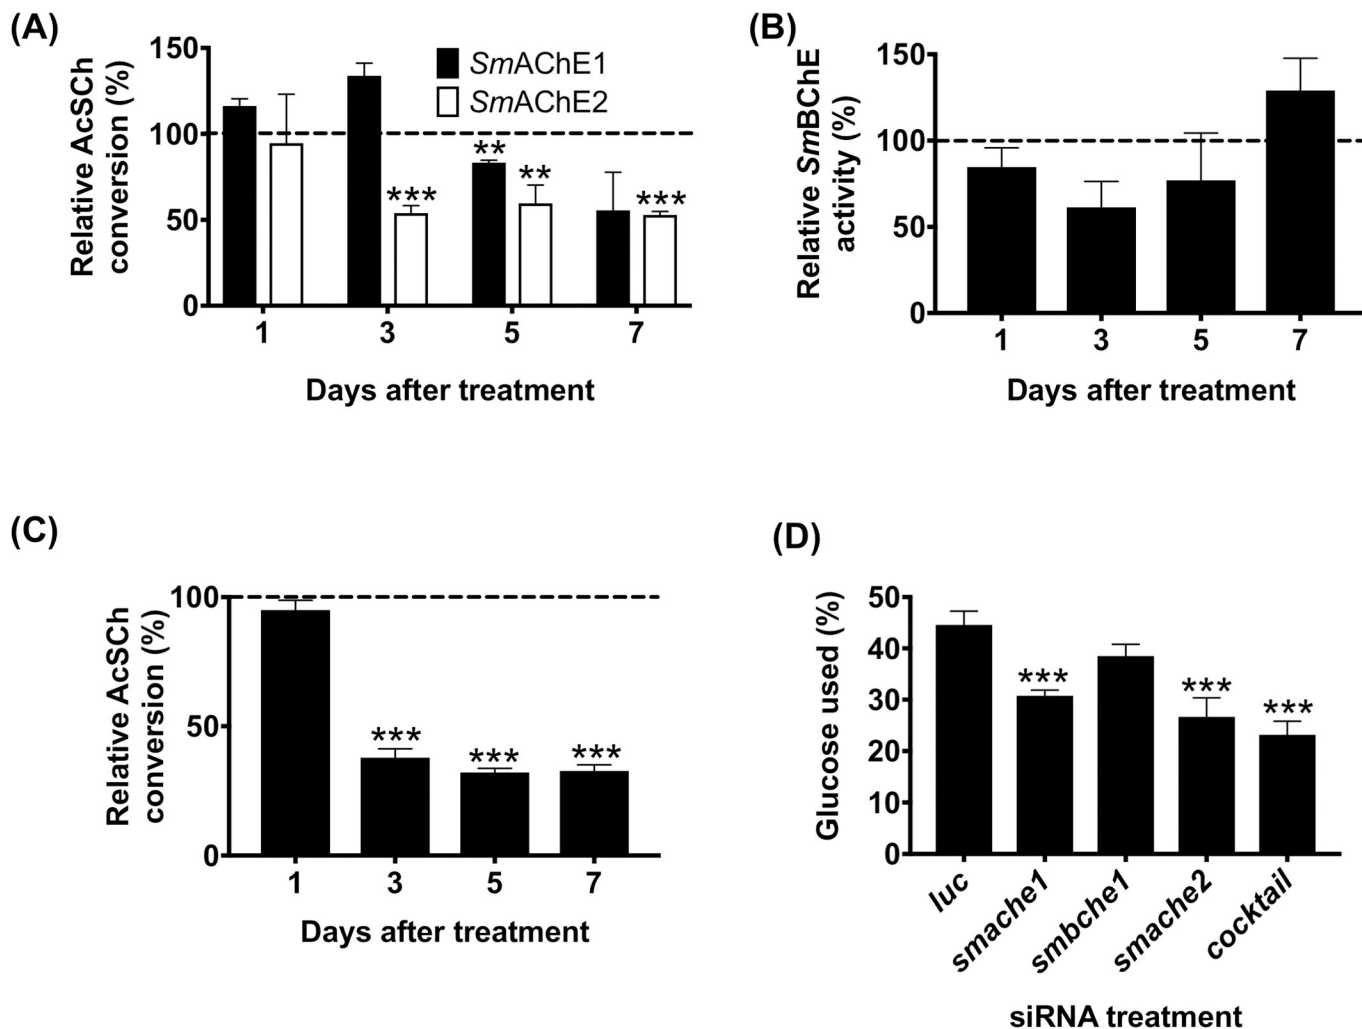 (A)
Relative AcSCh
conversion (%)
150
100
50
0
SmAChE1
SmAChE2
***
**
**
***
1 3 5 7
Days after treatment
(B)
Relative SmBChE
activity (%)
150
100
50
0
1 3 5 7
Days after treatment
(C)
Relative AcSCh
conversion (%)
100
50
0
***
***
***
1 3 5 7
Days after treatment
(D)
Glucose used (%)
50
40
30
20
10
0
***
***
***
luc
smache1
smbche1
smache2
cocktail
siRNA treatment